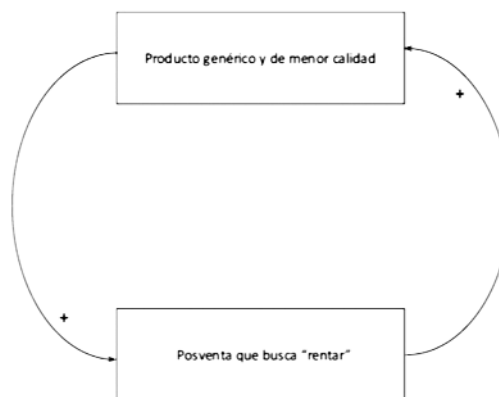 Producto genérico y de menor calidad
+
+
Posventa que busca “rentar”